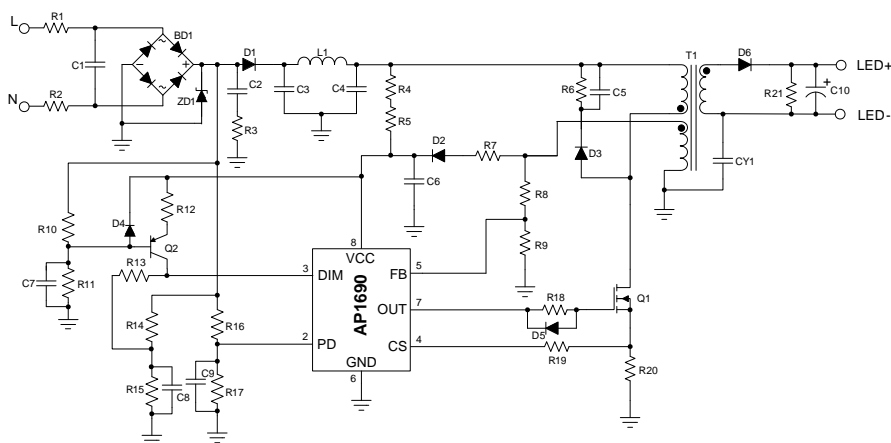 L
R1
C1
BD1
~
~
-
+
N
R2
ZD1
D1
C2
R3
C3
L1
C4
R4
R5
R6
C5
T1
D6
LED+
R21
+
C10
LED-
CY1
D2
R7
D3
C6
R8
R9
R10
D4
R12
Q2
C7
R11
R13
8
VCC
3
DIM
FB
5
AP1690
OUT
7
R18
D5
Q1
2
PD
CS
4
R19
GND
6
R20
R14
R16
R15
C8
C9
R17